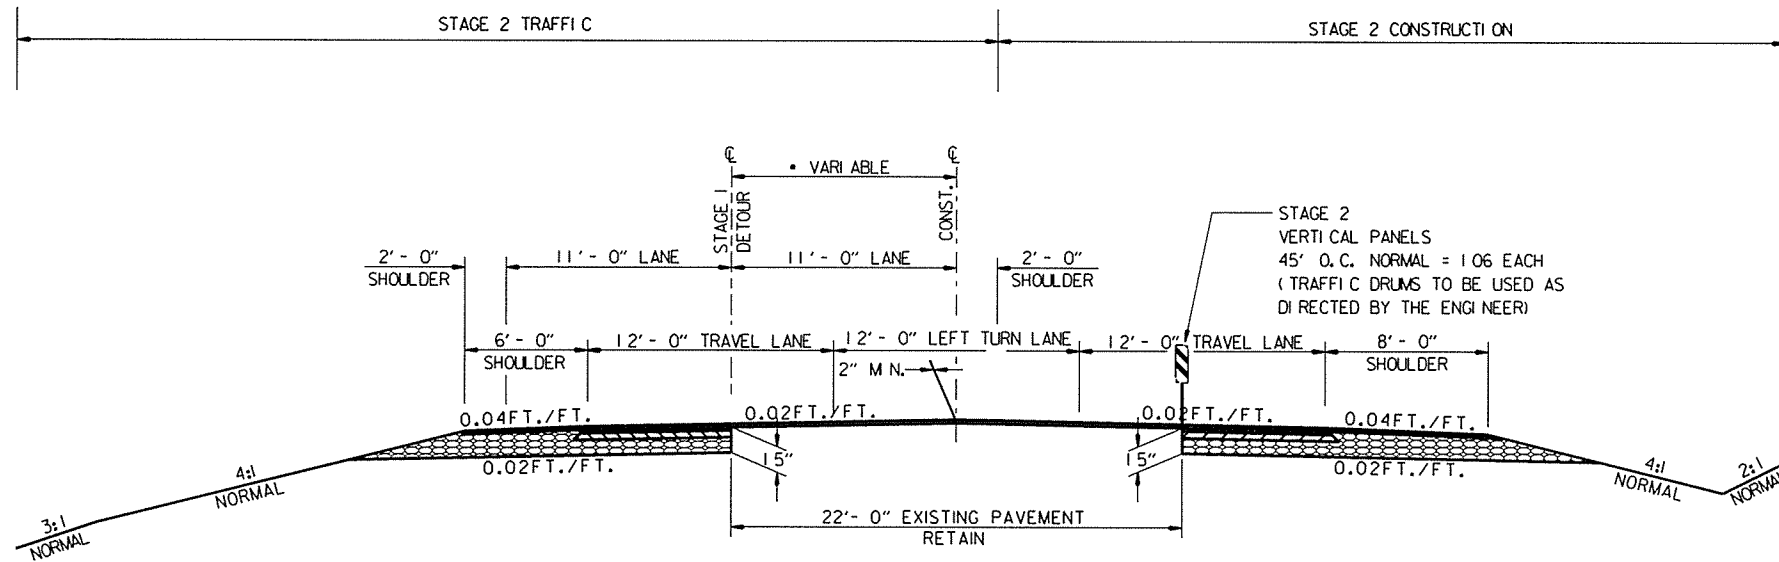 STAGE 2 TRAFFIC
STAGE 2 CONSTRUCTION
℄
℄
• VARIABLE
STAGE 1
DETOUR
CONST.
STAGE 2
VERTICAL PANELS
45' O.C. NORMAL = 106 EACH
(TRAFFIC DRUMS TO BE USED AS
DIRECTED BY THE ENGINEER)
2'-0"
SHOULDER
11'-0" LANE
11'-0" LANE
2'-0"
SHOULDER
6'-0"
SHOULDER
12'-0" TRAVEL LANE
12'-0" LEFT TURN LANE
12'-0" TRAVEL LANE
8'-0"
SHOULDER
2" MIN.
0.04FT./FT.
0.02FT./FT.
0.02FT./FT.
0.04FT./FT.
15"
15"
0.02FT./FT.
0.02FT./FT.
4:1
NORMAL
3:1
NORMAL
4:1
NORMAL
2:1
NORMAL
22'-0" EXISTING PAVEMENT
RETAIN